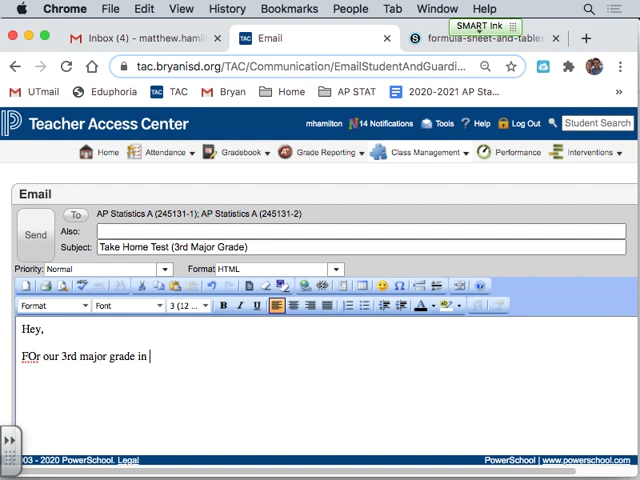 Chrome File Edit View History Bookmarks People Tab Window Help
SMART Ink
Inbox (4) - matthew.hamil × Email × formula-sheet-and-tables × +
tac.bryanisd.org/TAC/Communication/EmailStudentAndGuardi...
UTmail Eduphoria TAC Bryan Home AP STAT 2020-2021 AP Sta...
Teacher Access Center mhamilton 14 Notifications Tools Help Log Out Student Search
Home Attendance Gradebook Grade Reporting Class Management Performance Interventions
Email
Send To AP Statistics A (245131-1); AP Statistics A (245131-2)
Also:
Subject: Take Home Test (3rd Major Grade)
Priority: Normal Format HTML
Format Font 3 (12 ... B I U
Hey,
FOr our 3rd major grade in
003 - 2020 PowerSchool. Legal PowerSchool | www.powerschool.com